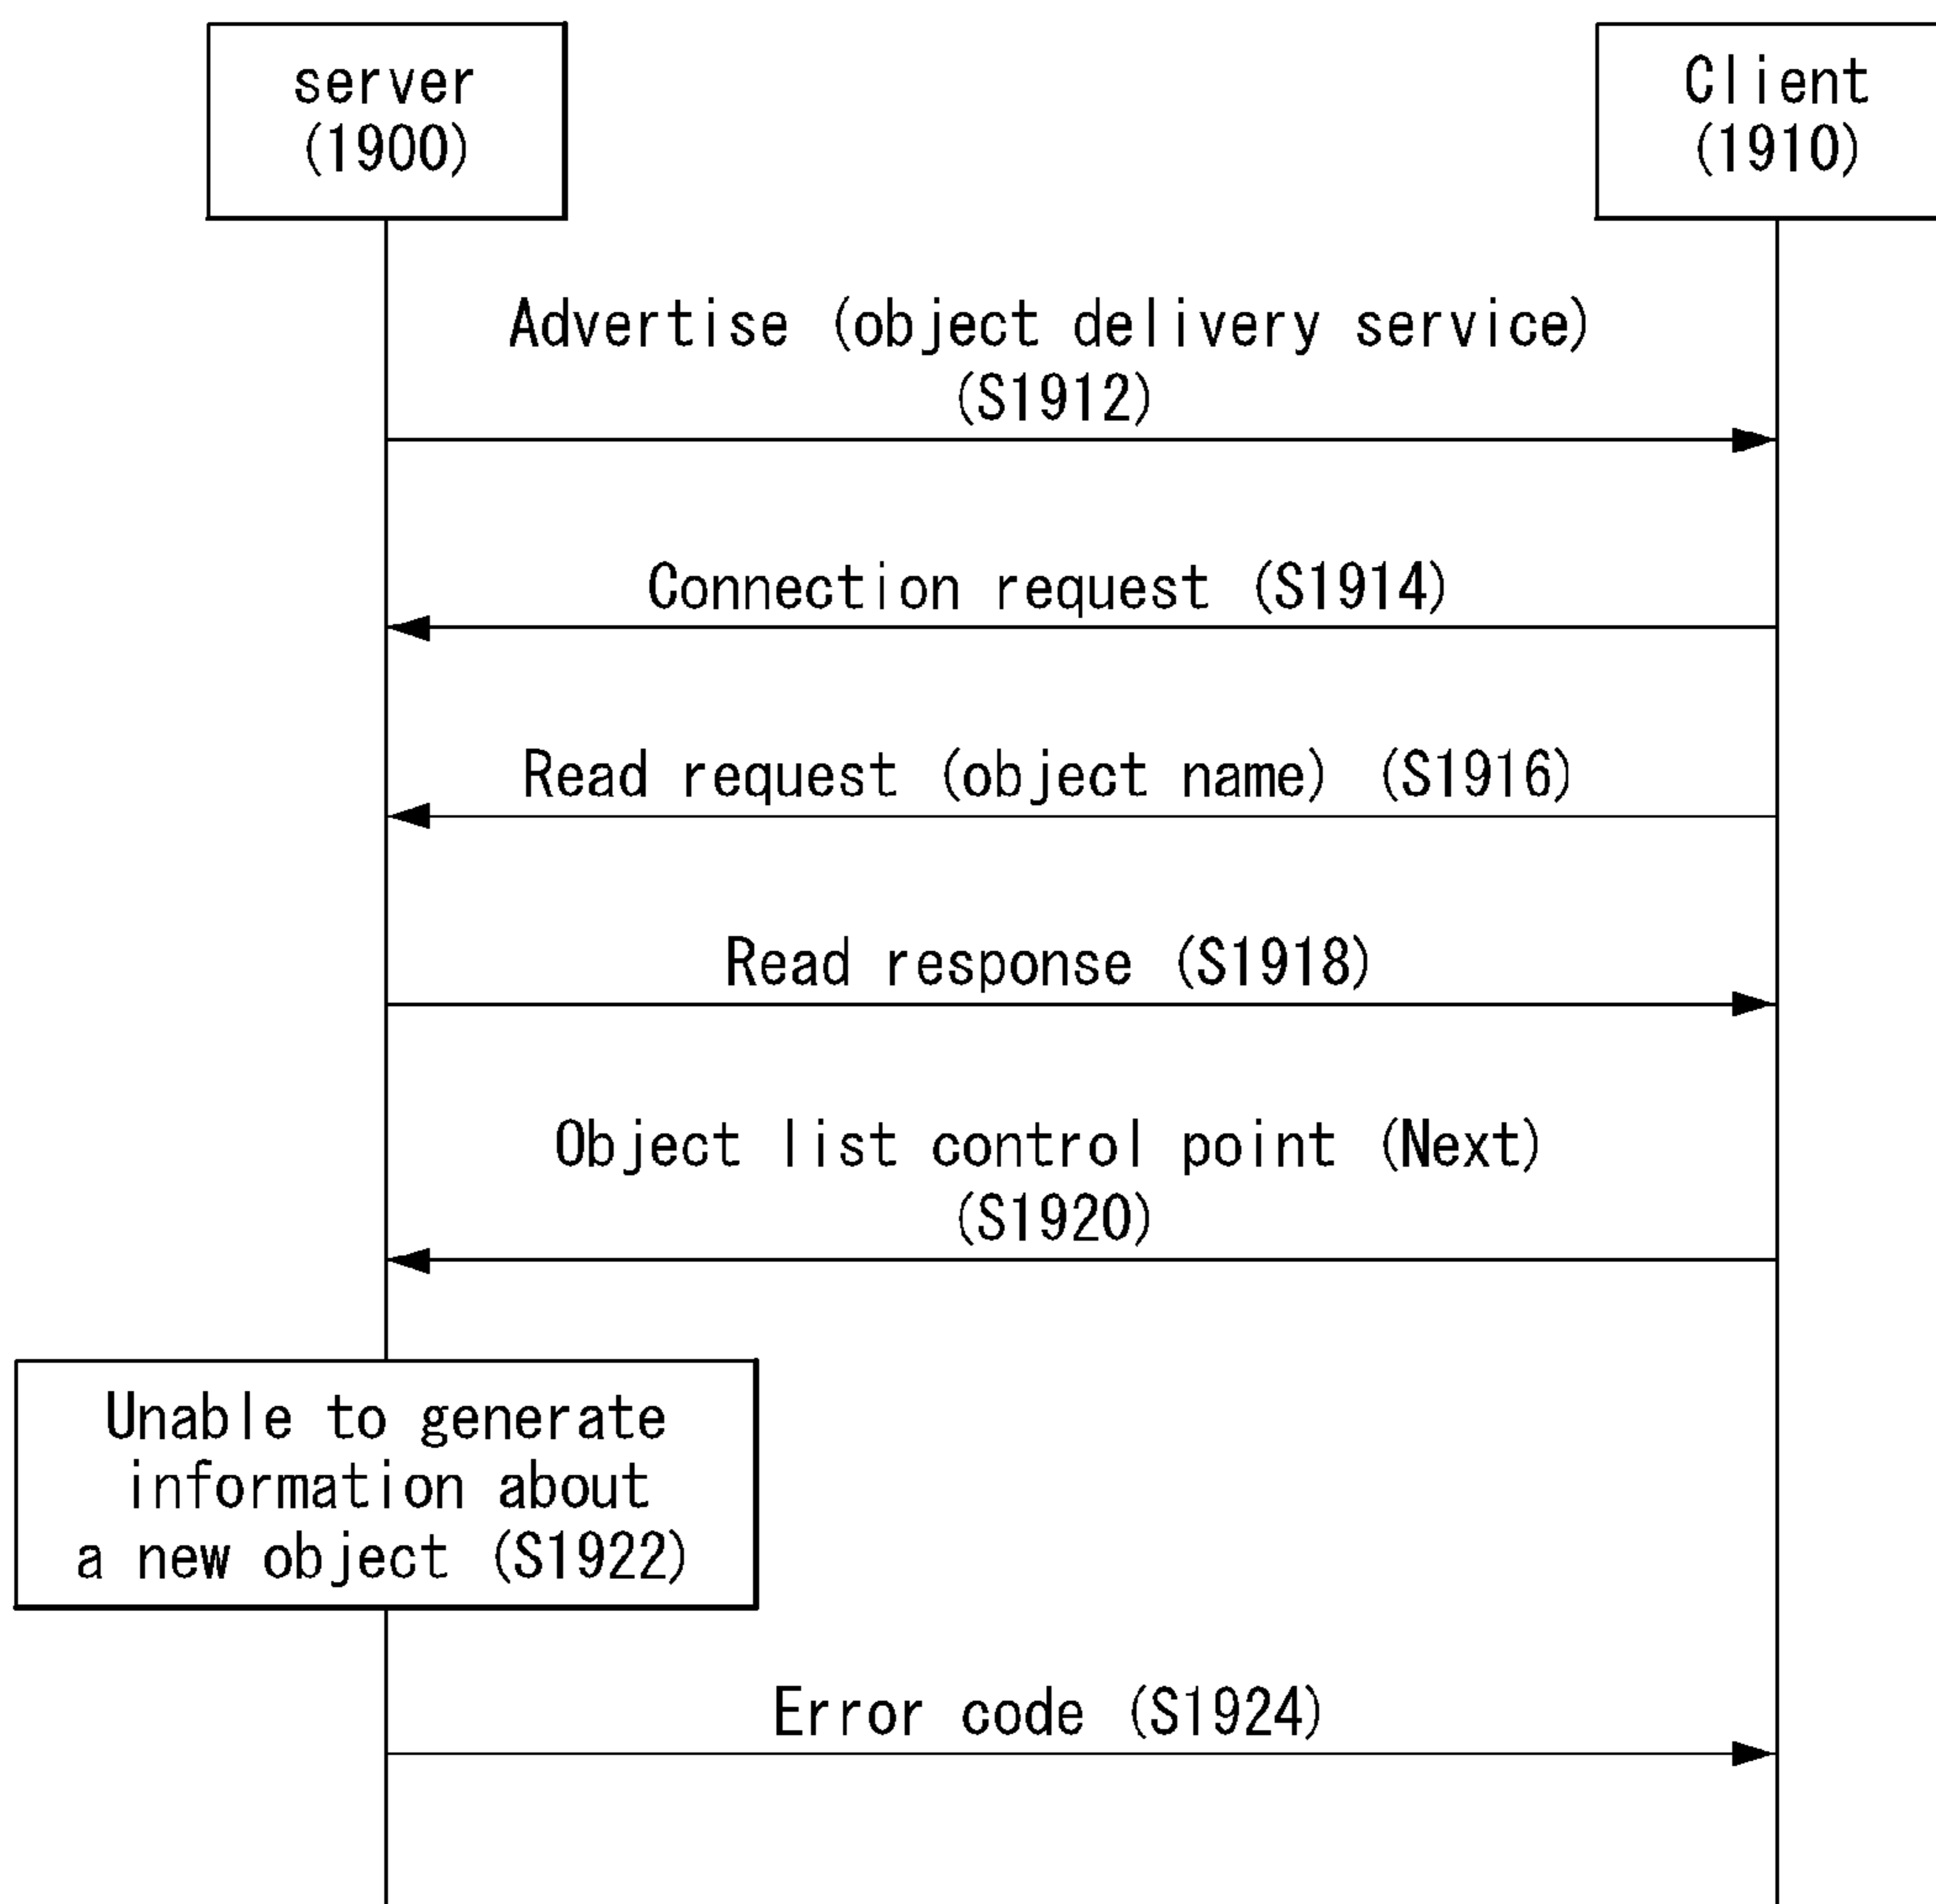 server
(1900)
Client
(1910)
Advertise (object delivery service)
(S1912)
Connection request (S1914)
Read request (object name) (S1916)
Read response (S1918)
Object list control point (Next)
(S1920)
Unable to generate
information about
a new object (S1922)
Error code (S1924)